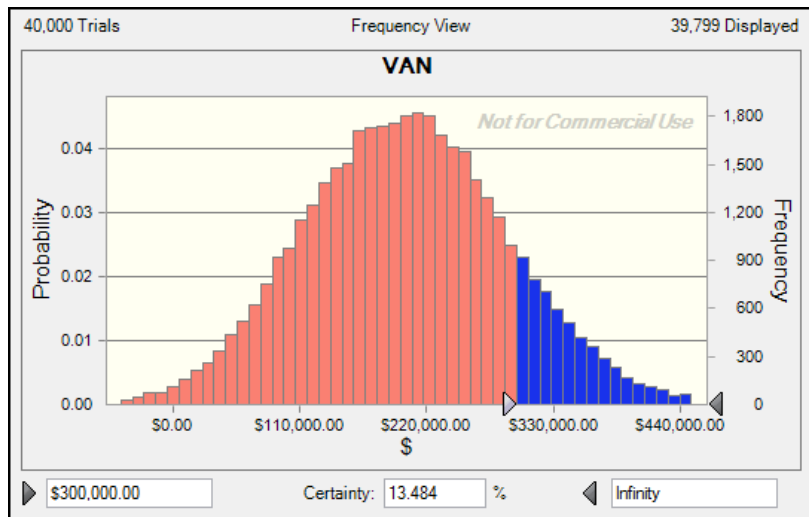 40,000 Trials Frequency View 39,799 Displayed
VAN
Not for Commercial Use
Probability
0.04
0.03
0.02
0.01
0.00
1,800
1,500
1,200
900
600
300
0
Frequency
$0.00 $110,000.00 $220,000.00 $330,000.00 $440,000.00
$
$300,000.00 Certainty: 13.484 % Infinity